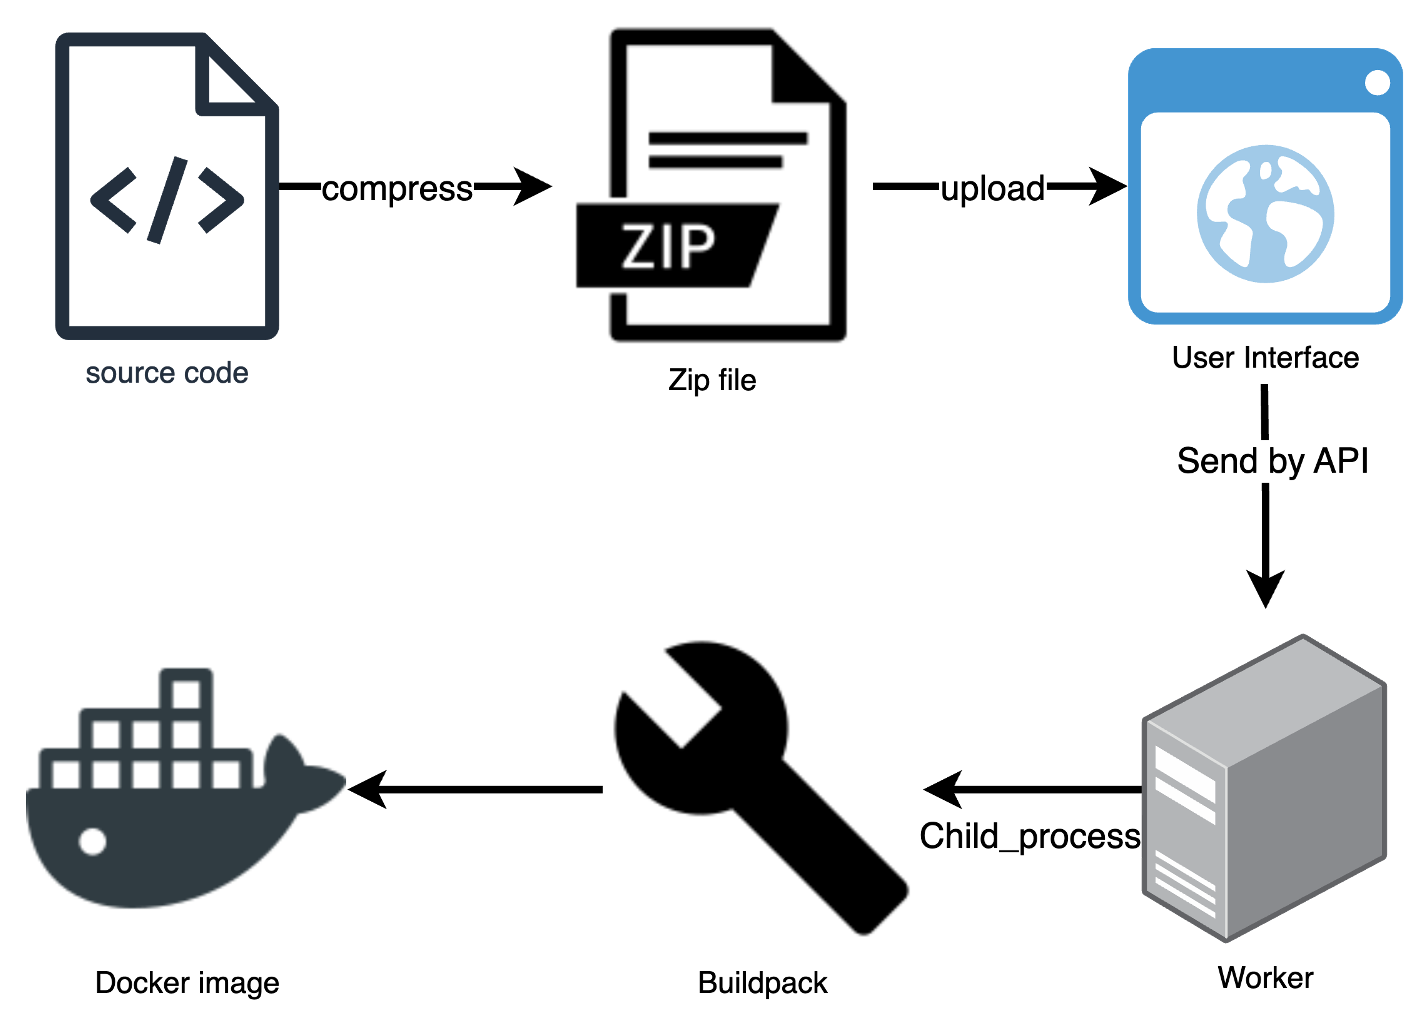 compress
ZIP
upload
source code
Zip file
User Interface
Send by API
Child_process
Docker image
Buildpack
Worker